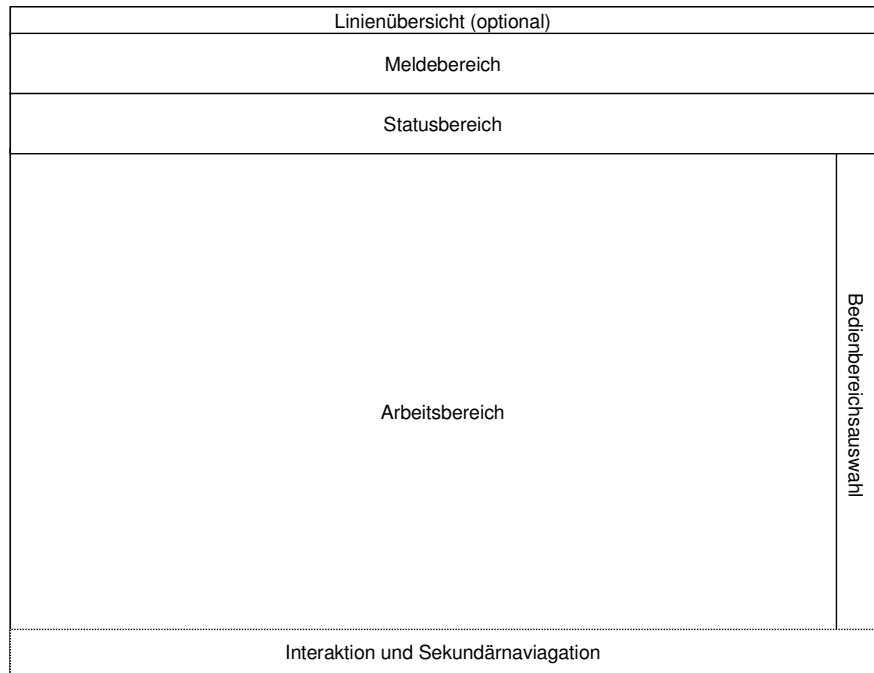 Linienübersicht (optional)
Meldebereich
Statusbereich
Arbeitsbereich
Bedienbereichsauswahl
Interaktion und Sekundärnaviagation